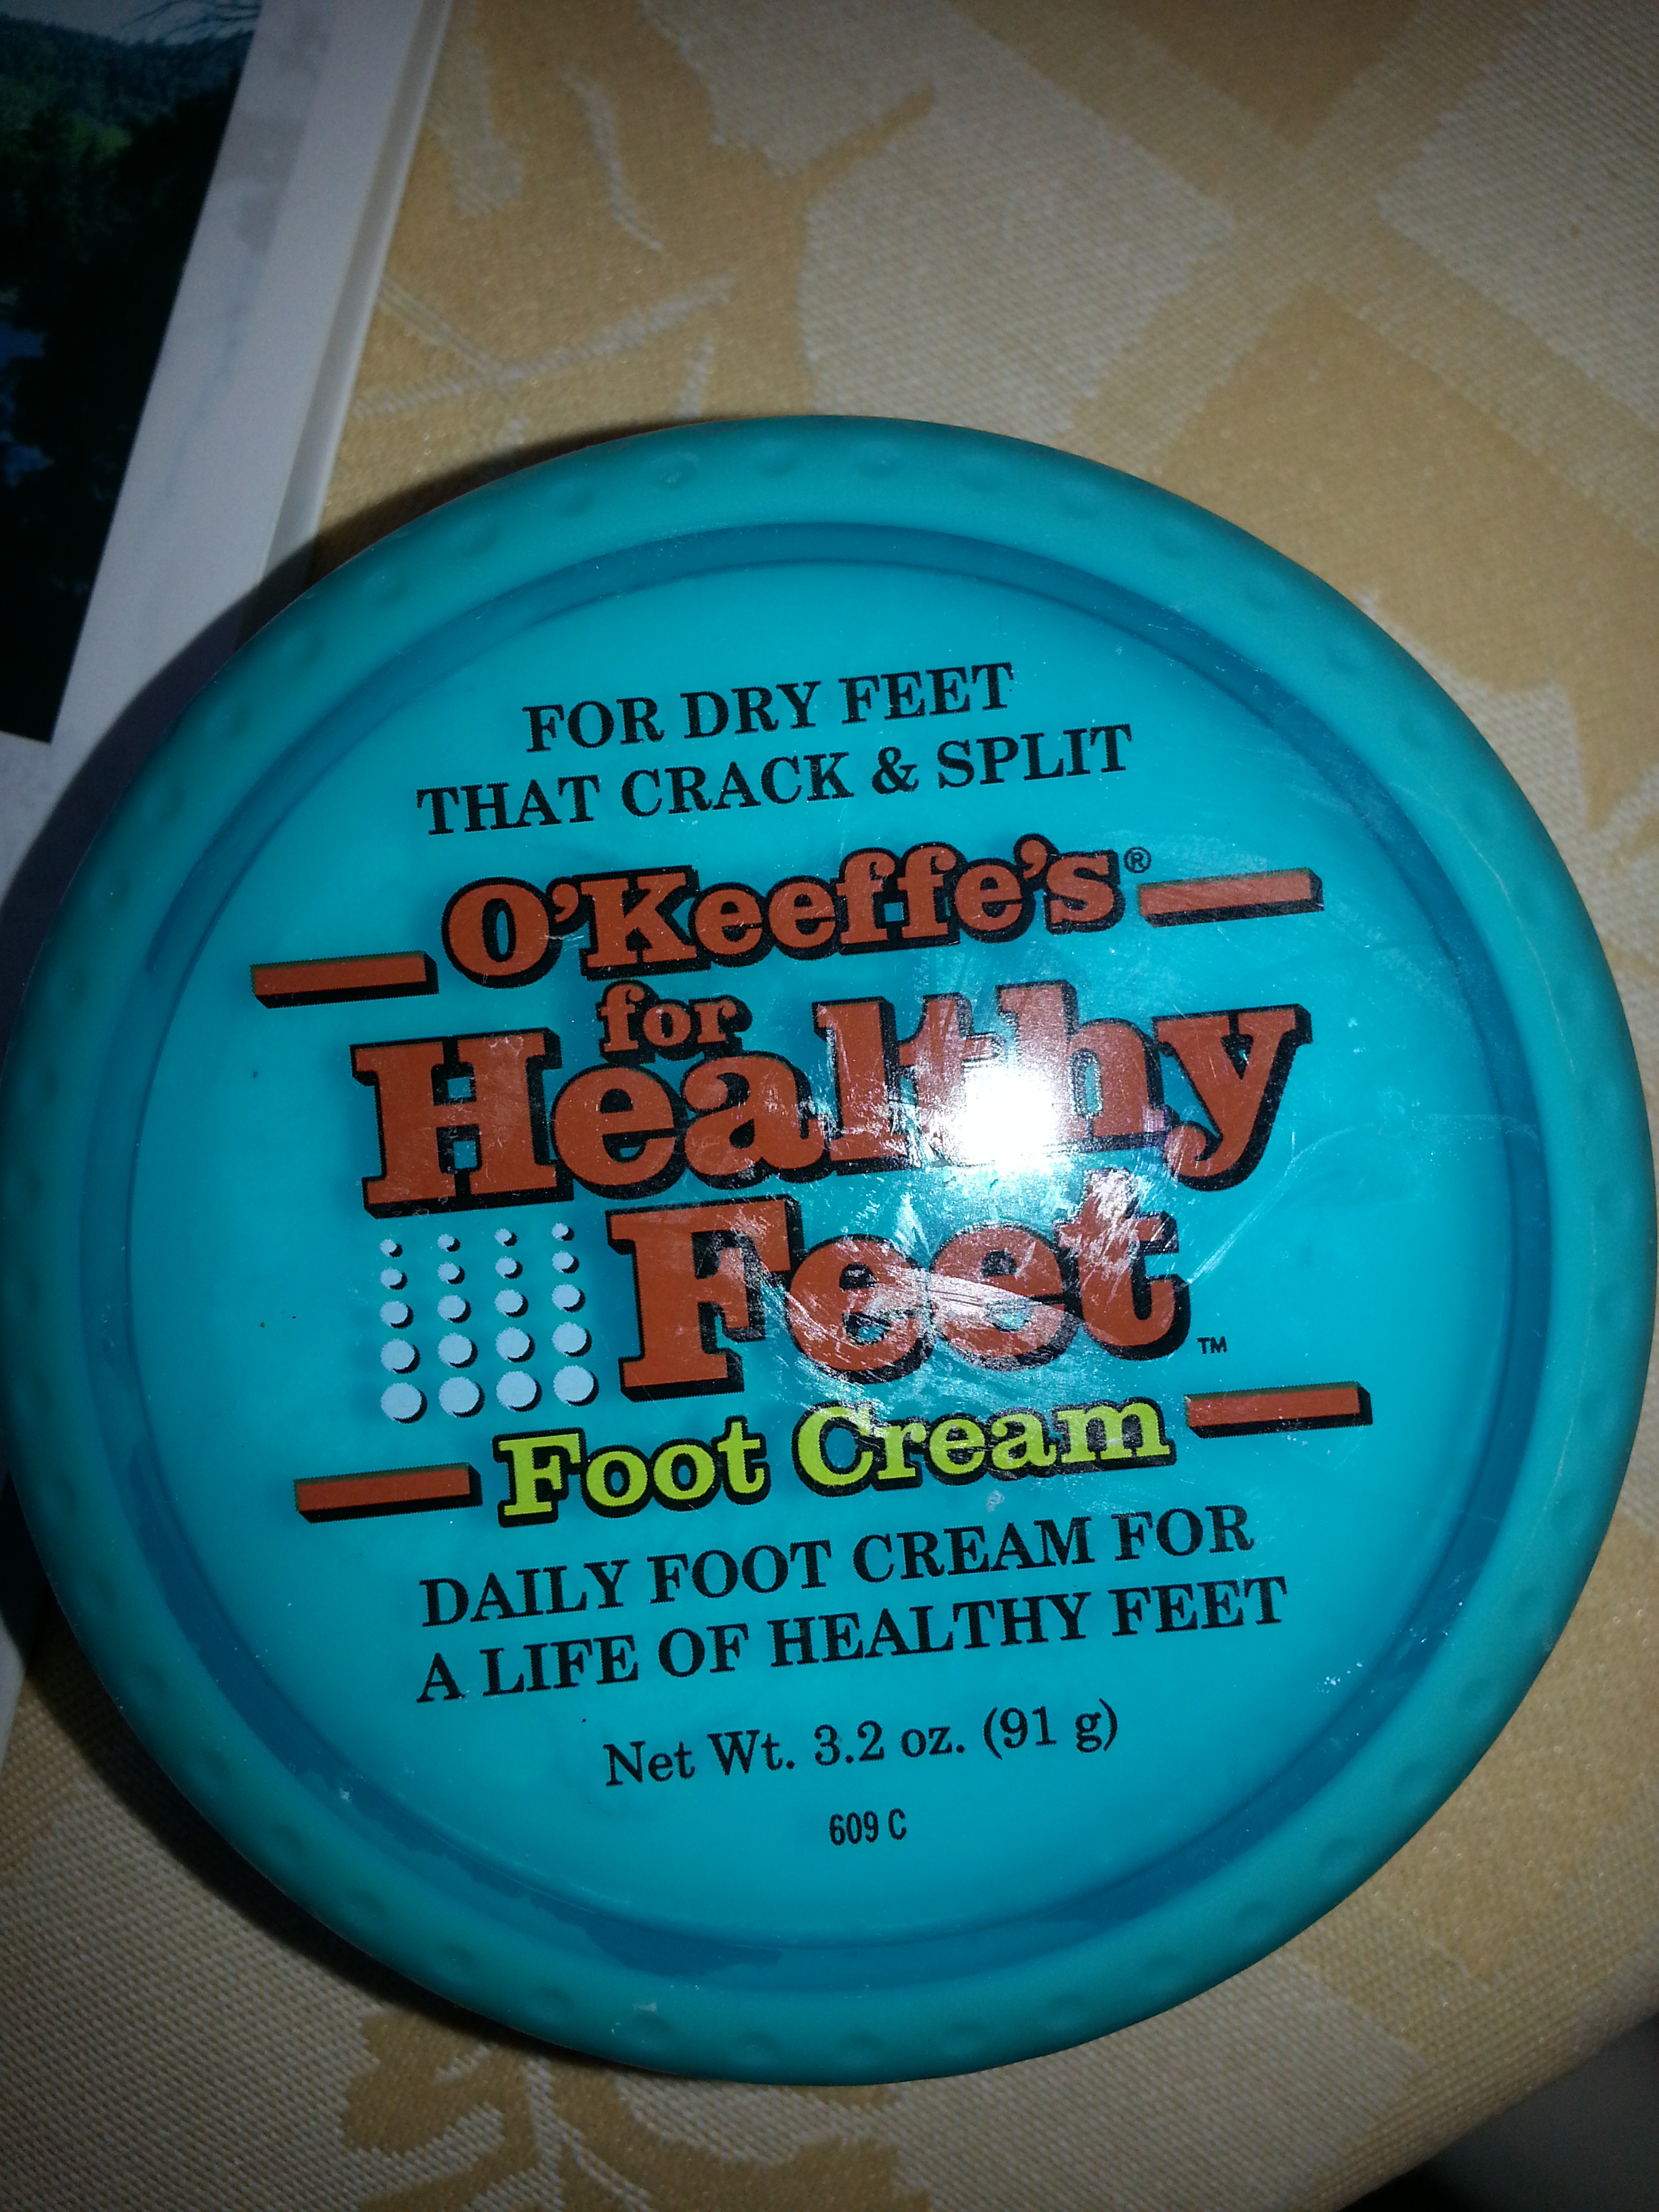 FOR DRY FEET
THAT CRACK & SPLIT
O'Keeffe's®
for
Healthy
Feet™
Foot Cream
DAILY FOOT CREAM FOR
A LIFE OF HEALTHY FEET
Net Wt. 3.2 oz. (91 g)
609 C